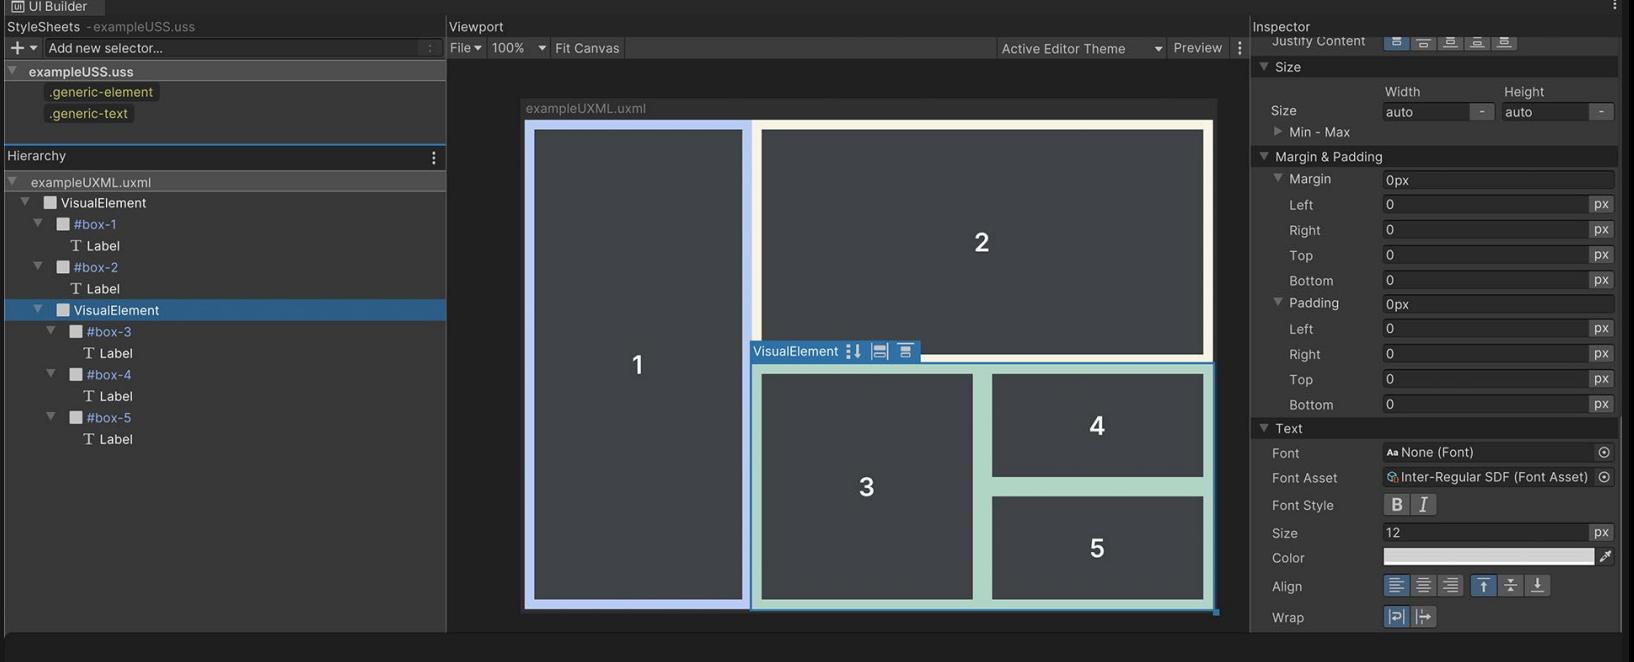 UI Builder
StyleSheets - exampleUSS.uss
Add new selector...
exampleUSS.uss
.generic-element
.generic-text
Hierarchy
exampleUXML.uxml
VisualElement
#box-1
Label
#box-2
Label
VisualElement
#box-3
Label
#box-4
Label
#box-5
Label
Viewport
File 100% Fit Canvas Active Editor Theme Preview
exampleUXML.uxml
1
2
VisualElement
3
4
5
Inspector
Justify Content
Size
Width Height
Size auto - auto -
Min - Max
Margin & Padding
Margin 0px
Left 0 px
Right 0 px
Top 0 px
Bottom 0 px
Padding 0px
Left 0 px
Right 0 px
Top 0 px
Bottom 0 px
Text
Font Aa None (Font)
Font Asset Inter-Regular SDF (Font Asset)
Font Style B I
Size 12 px
Color
Align
Wrap